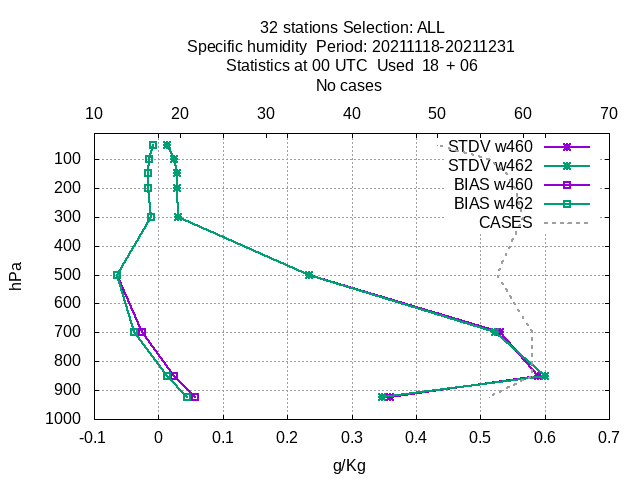 32 stations Selection: ALL
Specific humidity  Period: 20211118-20211231
Statistics at 00 UTC  Used  18  + 06
No cases
10 20 30 40 50 60 70
STDV w460
STDV w462
BIAS w460
BIAS w462
CASES
hPa
100
200
300
400
500
600
700
800
900
1000
-0.1 0 0.1 0.2 0.3 0.4 0.5 0.6 0.7
g/Kg